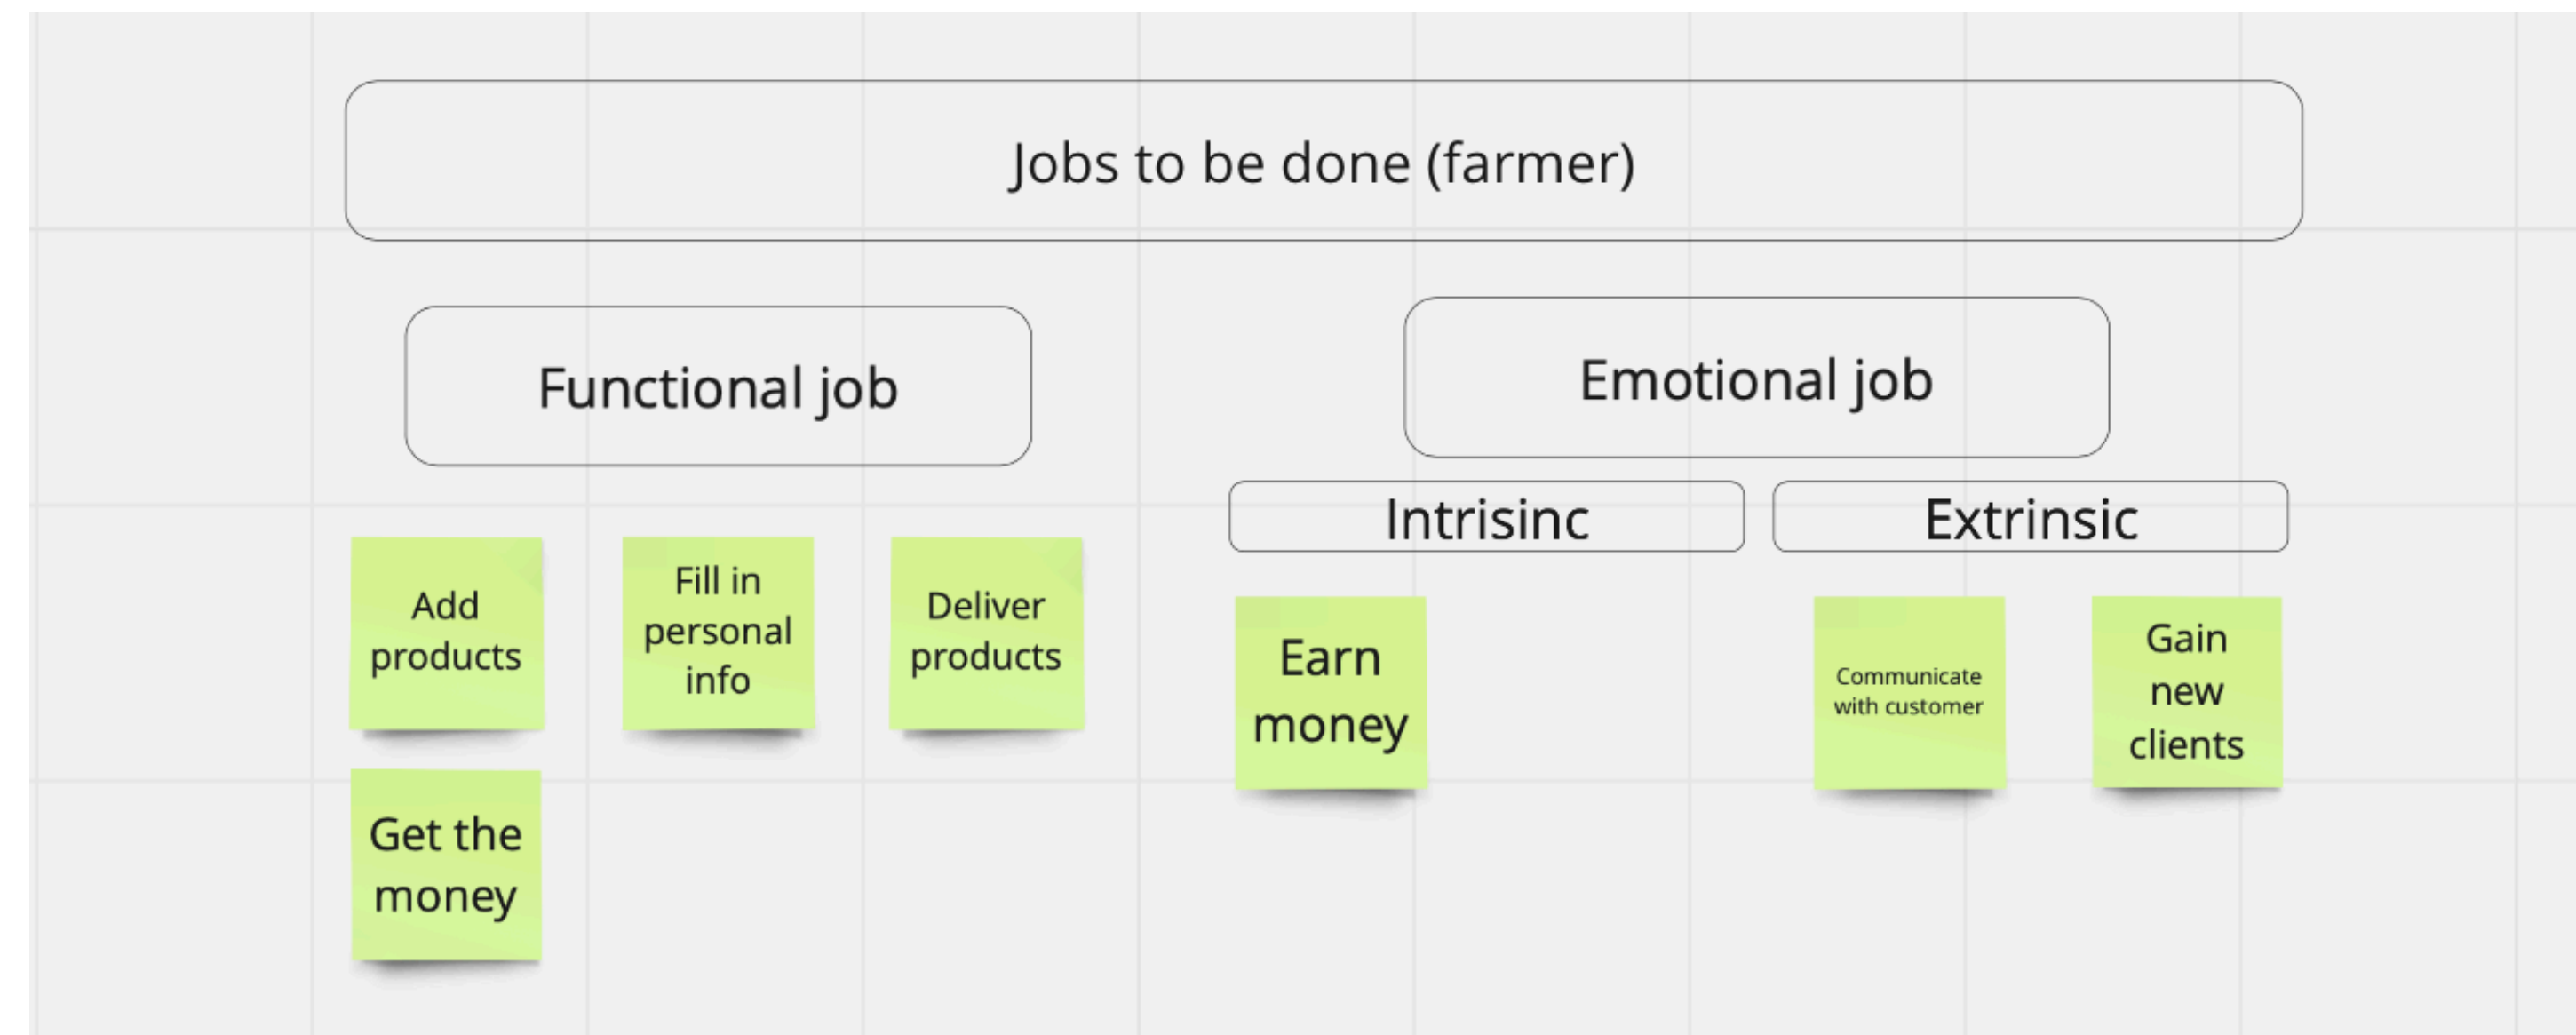 Jobs to be done (farmer)
Functional job
Emotional job
Intrisinc
Extrinsic
Add
products
Fill in
personal
info
Deliver
products
Get the
money
Earn
money
Communicate
with customer
Gain
new
clients